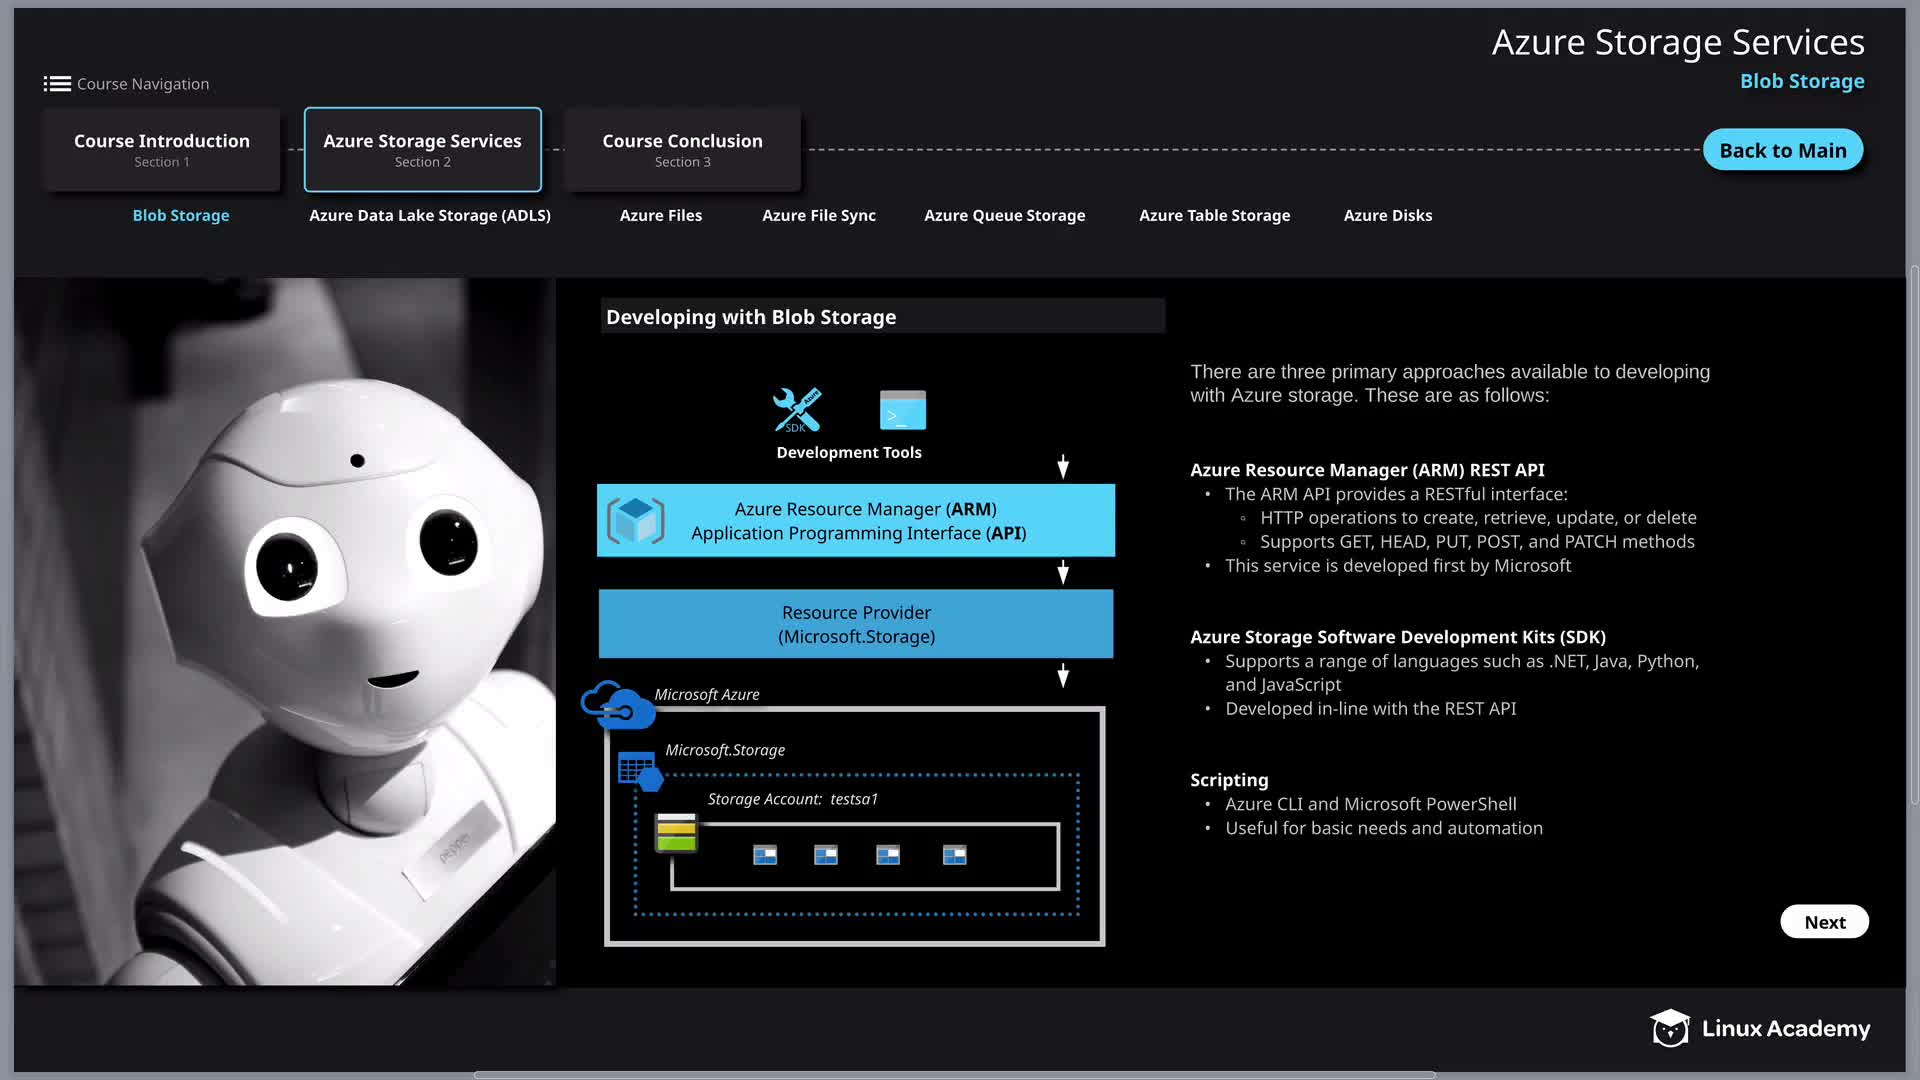 Azure Storage Services
Blob Storage
Course Navigation
Course Introduction
Section 1
Azure Storage Services
Section 2
Course Conclusion
Section 3
Back to Main
Blob Storage
Azure Data Lake Storage (ADLS)
Azure Files
Azure File Sync
Azure Queue Storage
Azure Table Storage
Azure Disks
Developing with Blob Storage
Azure
SDK
>_
Development Tools
Azure Resource Manager (ARM)
Application Programming Interface (API)
Resource Provider
(Microsoft.Storage)
Microsoft Azure
Microsoft.Storage
Storage Account: testsa1
pepper
There are three primary approaches available to developing
with Azure storage. These are as follows:
Azure Resource Manager (ARM) REST API
• The ARM API provides a RESTful interface:
◦ HTTP operations to create, retrieve, update, or delete
◦ Supports GET, HEAD, PUT, POST, and PATCH methods
• This service is developed first by Microsoft
Azure Storage Software Development Kits (SDK)
• Supports a range of languages such as .NET, Java, Python,
and JavaScript
• Developed in-line with the REST API
Scripting
• Azure CLI and Microsoft PowerShell
• Useful for basic needs and automation
Next
Linux Academy